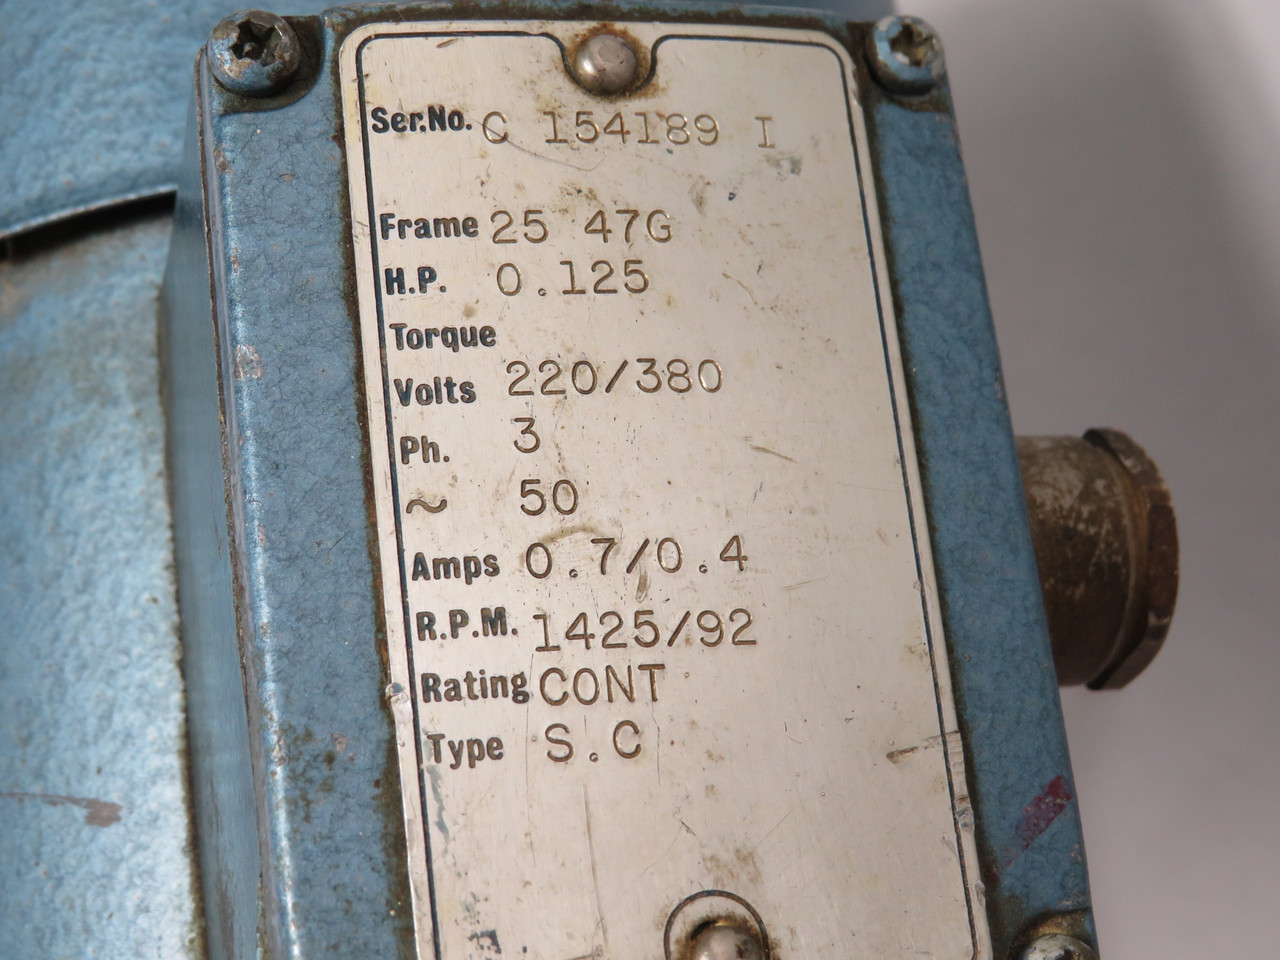 Ser.No. C 154189 I
Frame 25 47G
H.P. 0.125
Torque
Volts 220/380
Ph. 3
~ 50
Amps 0.7/0.4
R.P.M. 1425/92
Rating CONT
Type S.C